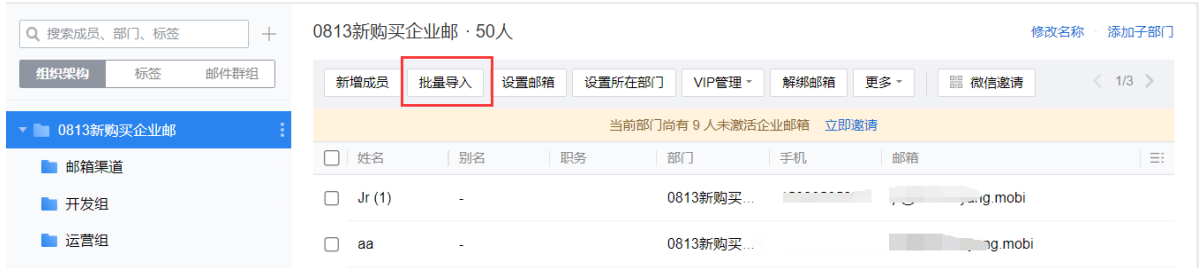 搜索成员、部门、标签
组织架构 标签 邮件群组
0813新购买企业邮
邮箱渠道
开发组
运营组
0813新购买企业邮 · 50人
修改名称 添加子部门
新增成员 批量导入 设置邮箱 设置所在部门 VIP管理 解绑邮箱 更多 微信邀请 1/3
当前部门尚有 9 人未激活企业邮箱 立即邀请
姓名 别名 职务 部门 手机 邮箱
Jr (1) - 0813新购买...
aa - 0813新购买...